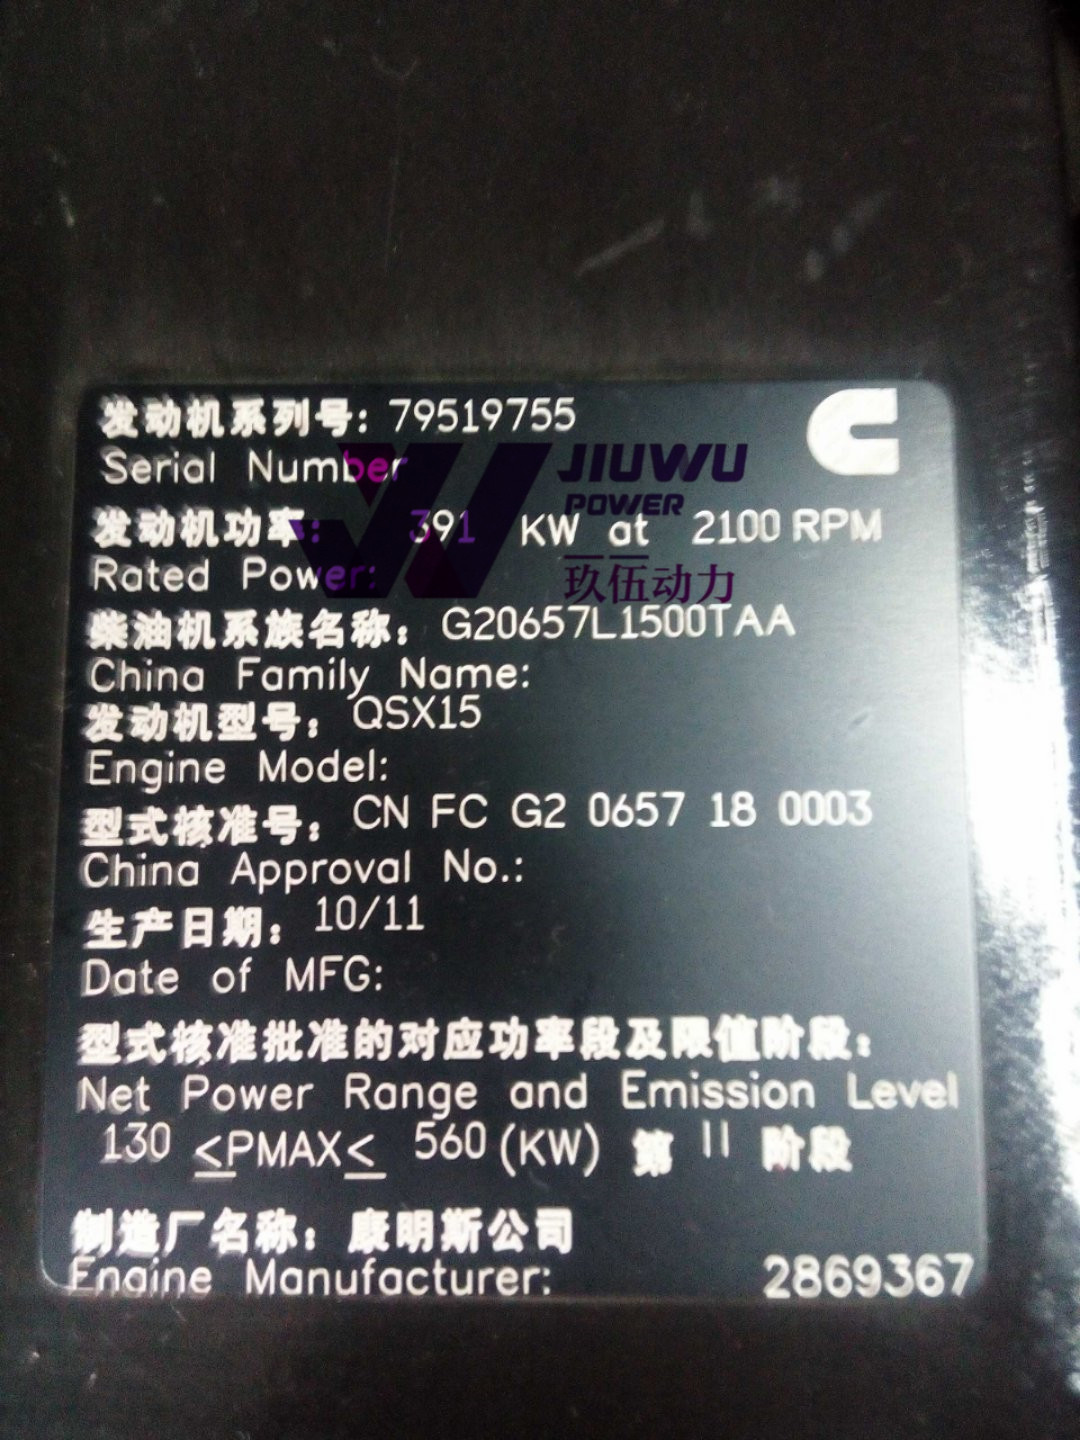 发动机系列号: 79519755
Serial Number
JIUWU
POWER
玖伍动力
发动机功率: 391 KW at 2100 RPM
Rated Power:
柴油机系族名称: G20657L1500TAA
China Family Name:
发动机型号: QSX15
Engine Model:
型式核准号: CN FC G2 0657 18 0003
China Approval No.:
生产日期: 10/11
Date of MFG:
型式核准批准的对应功率段及限值阶段:
Net Power Range and Emission Level
130 ≤PMAX≤ 560 (KW) 第 II 阶段
制造厂名称: 康明斯公司
Engine Manufacturer: 2869367